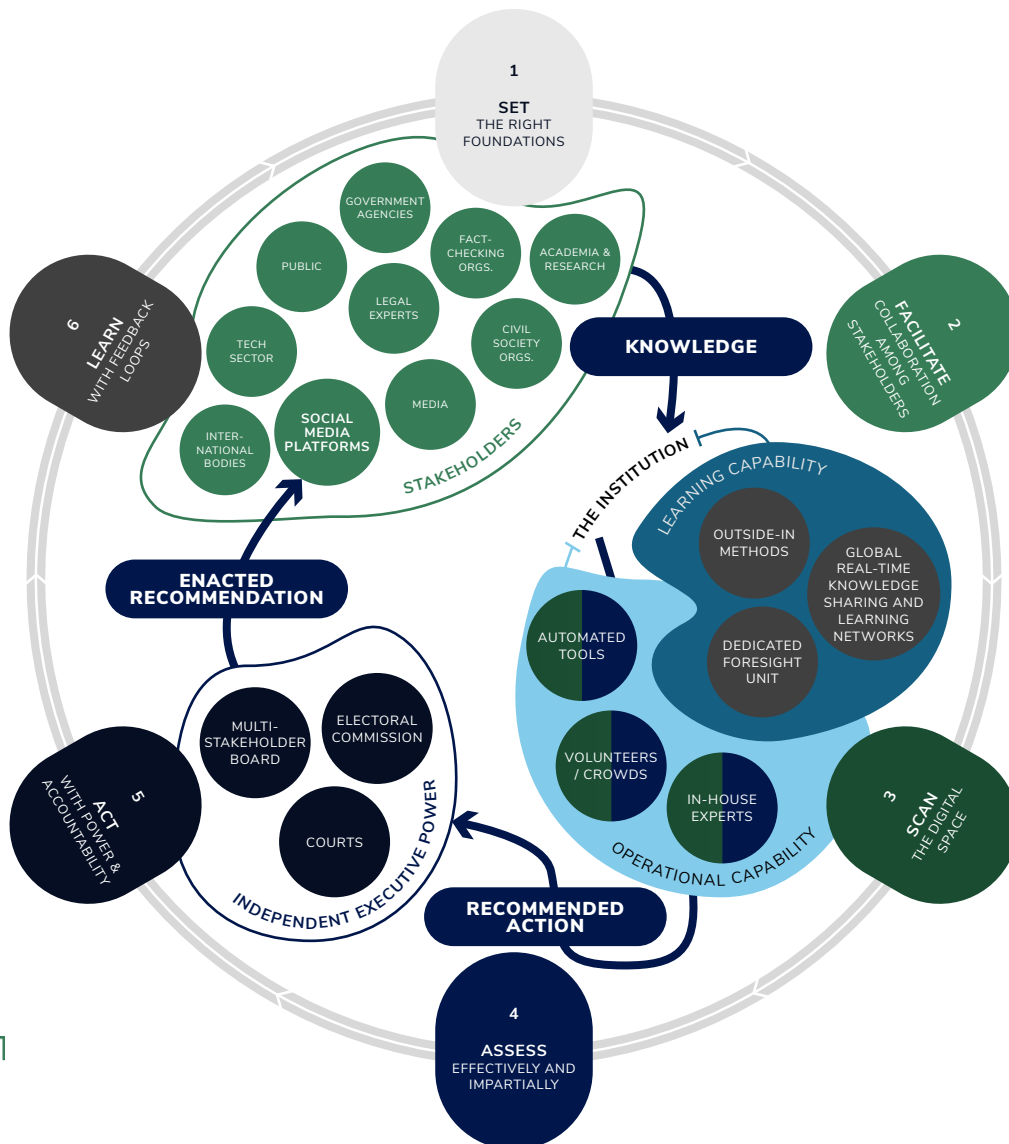 1
SET
THE RIGHT
FOUNDATIONS
2
FACILITATE
COLLABORATION
AMONG
STAKEHOLDERS
3
SCAN
THE DIGITAL
SPACE
4
ASSESS
EFFECTIVELY AND
IMPARTIALLY
5
ACT
WITH POWER &
ACCOUNTABILITY
6
LEARN
WITH FEEDBACK
LOOPS
GOVERNMENT
AGENCIES
PUBLIC
FACT-
CHECKING
ORGS.
ACADEMIA &
RESEARCH
LEGAL
EXPERTS
TECH
SECTOR
CIVIL
SOCIETY
ORGS.
MEDIA
SOCIAL
MEDIA
PLATFORMS
INTER-
NATIONAL
BODIES
STAKEHOLDERS
KNOWLEDGE
THE INSTITUTION
LEARNING CAPABILITY
OUTSIDE-IN
METHODS
GLOBAL
REAL-TIME
KNOWLEDGE
SHARING AND
LEARNING
NETWORKS
DEDICATED
FORESIGHT
UNIT
AUTOMATED
TOOLS
VOLUNTEERS
/ CROWDS
IN-HOUSE
EXPERTS
OPERATIONAL CAPABILITY
RECOMMENDED
ACTION
MULTI-
STAKEHOLDER
BOARD
ELECTORAL
COMMISSION
COURTS
INDEPENDENT EXECUTIVE POWER
ENACTED
RECOMMENDATION